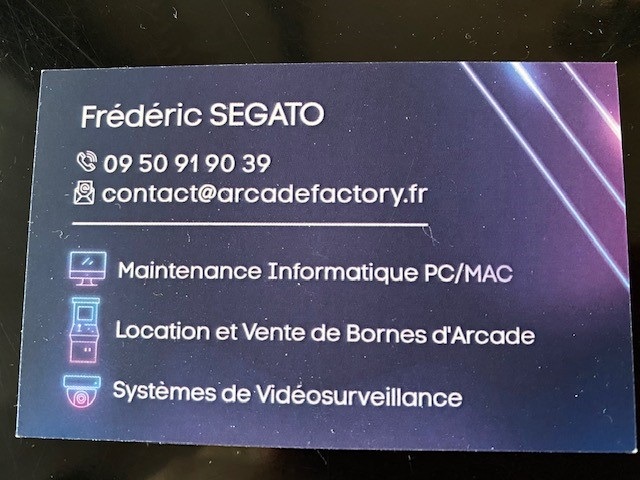 Frédéric SEGATO
09 50 91 90 39
contact@arcadefactory.fr
Maintenance Informatique PC/MAC
Location et Vente de Bornes d'Arcade
Systèmes de Vidéosurveillance